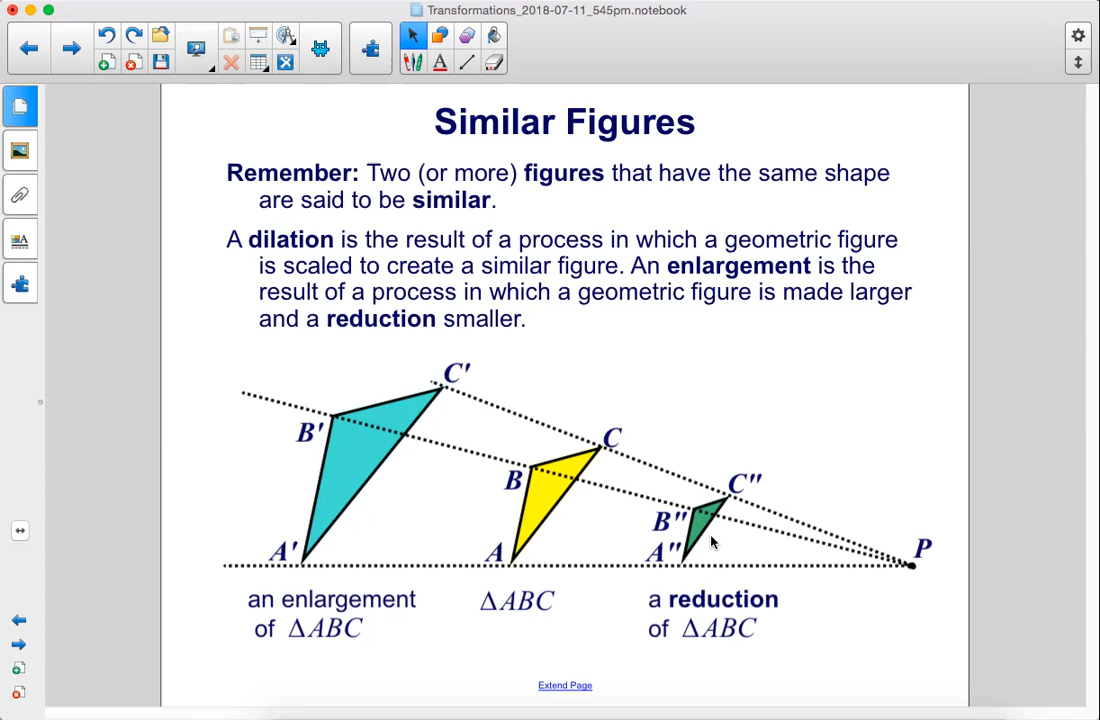 Transformations_2018-07-11_545pm.notebook
Similar Figures
Remember: Two (or more) figures that have the same shape
are said to be similar.
A dilation is the result of a process in which a geometric figure
is scaled to create a similar figure. An enlargement is the
result of a process in which a geometric figure is made larger
and a reduction smaller.
C'
B'
C
B
C"
B"
A'
A
A"
P
an enlargement
of ΔABC
ΔABC
a reduction
of ΔABC
Extend Page